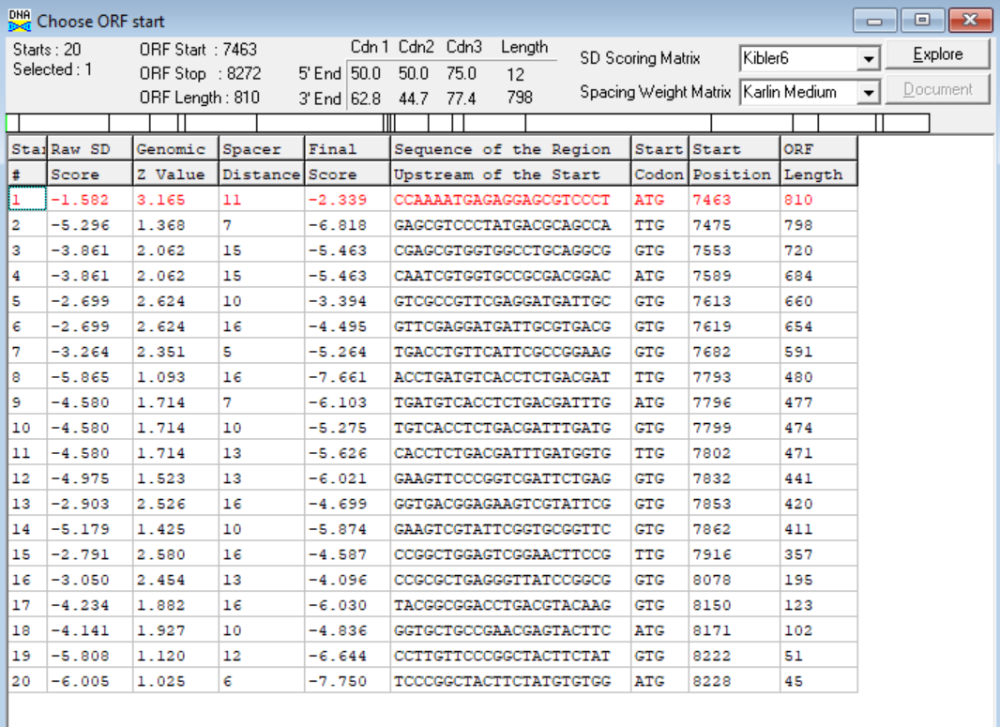 DNA Choose ORF start
Starts : 20 ORF Start : 7463 Cdn 1 Cdn2 Cdn3 Length SD Scoring Matrix Kibler6 Explore
Selected : 1 ORF Stop : 8272 5' End 50.0 50.0 75.0 12
ORF Length : 810 3' End 62.8 44.7 77.4 798 Spacing Weight Matrix Karlin Medium Document
Star Raw SD Genomic Spacer Final Sequence of the Region Start Start ORF
# Score Z Value Distance Score Upstream of the Start Codon Position Length
1 -1.582 3.165 11 -2.339 CCAAAATGAGAGGAGCGTCCCT ATG 7463 810
2 -5.296 1.368 7 -6.818 GAGCGTCCCTATGACGCAGCCA TTG 7475 798
3 -3.861 2.062 15 -5.463 CGAGCGTGGTGGCCTGCAGGCG GTG 7553 720
4 -3.861 2.062 15 -5.463 CAATCGTGGTGCCGCGACGGAC ATG 7589 684
5 -2.699 2.624 10 -3.394 GTCGCCGTTCGAGGATGATTGC GTG 7613 660
6 -2.699 2.624 16 -4.495 GTTCGAGGATGATTGCGTGACG GTG 7619 654
7 -3.264 2.351 5 -5.264 TGACCTGTTCATTCGCCGGAAG GTG 7682 591
8 -5.865 1.093 16 -7.661 ACCTGATGTCACCTCTGACGAT TTG 7793 480
9 -4.580 1.714 7 -6.103 TGATGTCACCTCTGACGATTTG ATG 7796 477
10 -4.580 1.714 10 -5.275 TGTCACCTCTGACGATTTGATG GTG 7799 474
11 -4.580 1.714 13 -5.626 CACCTCTGACGATTTGATGGTG TTG 7802 471
12 -4.975 1.523 13 -6.021 GAAGTTCCCGGTCGATTCTGAG GTG 7832 441
13 -2.903 2.526 16 -4.699 GGTGACGGAGAAGTCGTATTCG GTG 7853 420
14 -5.179 1.425 10 -5.874 GAAGTCGTATTCGGTGCGGTTC GTG 7862 411
15 -2.791 2.580 16 -4.587 CCGGCTGGAGTCGGAACTTCCG TTG 7916 357
16 -3.050 2.454 13 -4.096 CCGCGCTGAGGGTTATCCGGCG GTG 8078 195
17 -4.234 1.882 16 -6.030 TACGGCGGACCTGACGTACAAG GTG 8150 123
18 -4.141 1.927 10 -4.836 GGTGCTGCCGAACGAGTACTTC ATG 8171 102
19 -5.808 1.120 12 -6.644 CCTTGTTCCCGGCTACTTCTAT GTG 8222 51
20 -6.005 1.025 6 -7.750 TCCCGGCTACTTCTATGTGTGG ATG 8228 45